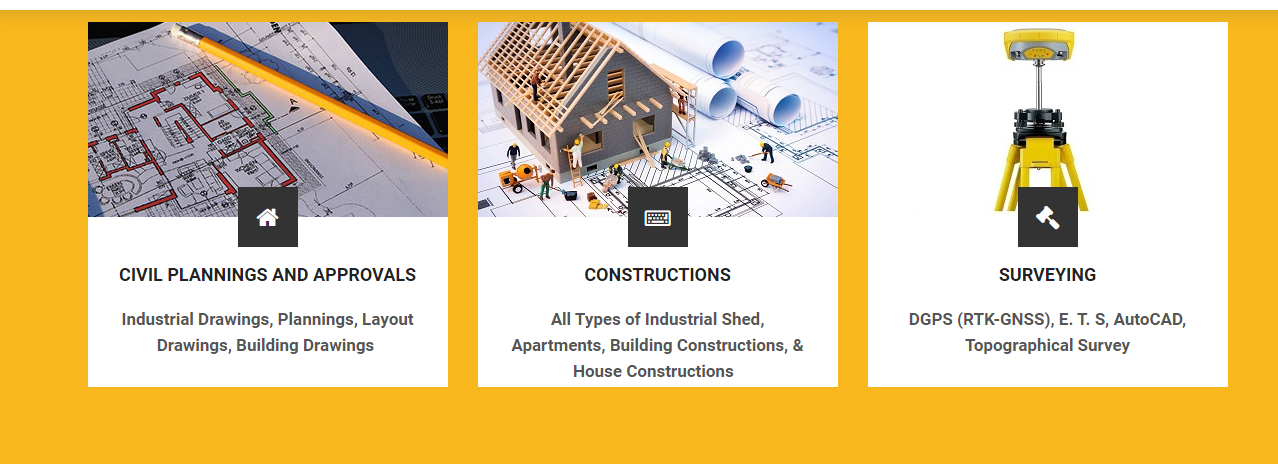 CIVIL PLANNINGS AND APPROVALS
Industrial Drawings, Plannings, Layout
Drawings, Building Drawings
CONSTRUCTIONS
All Types of Industrial Shed,
Apartments, Building Constructions, &
House Constructions
SURVEYING
DGPS (RTK-GNSS), E. T. S, AutoCAD,
Topographical Survey